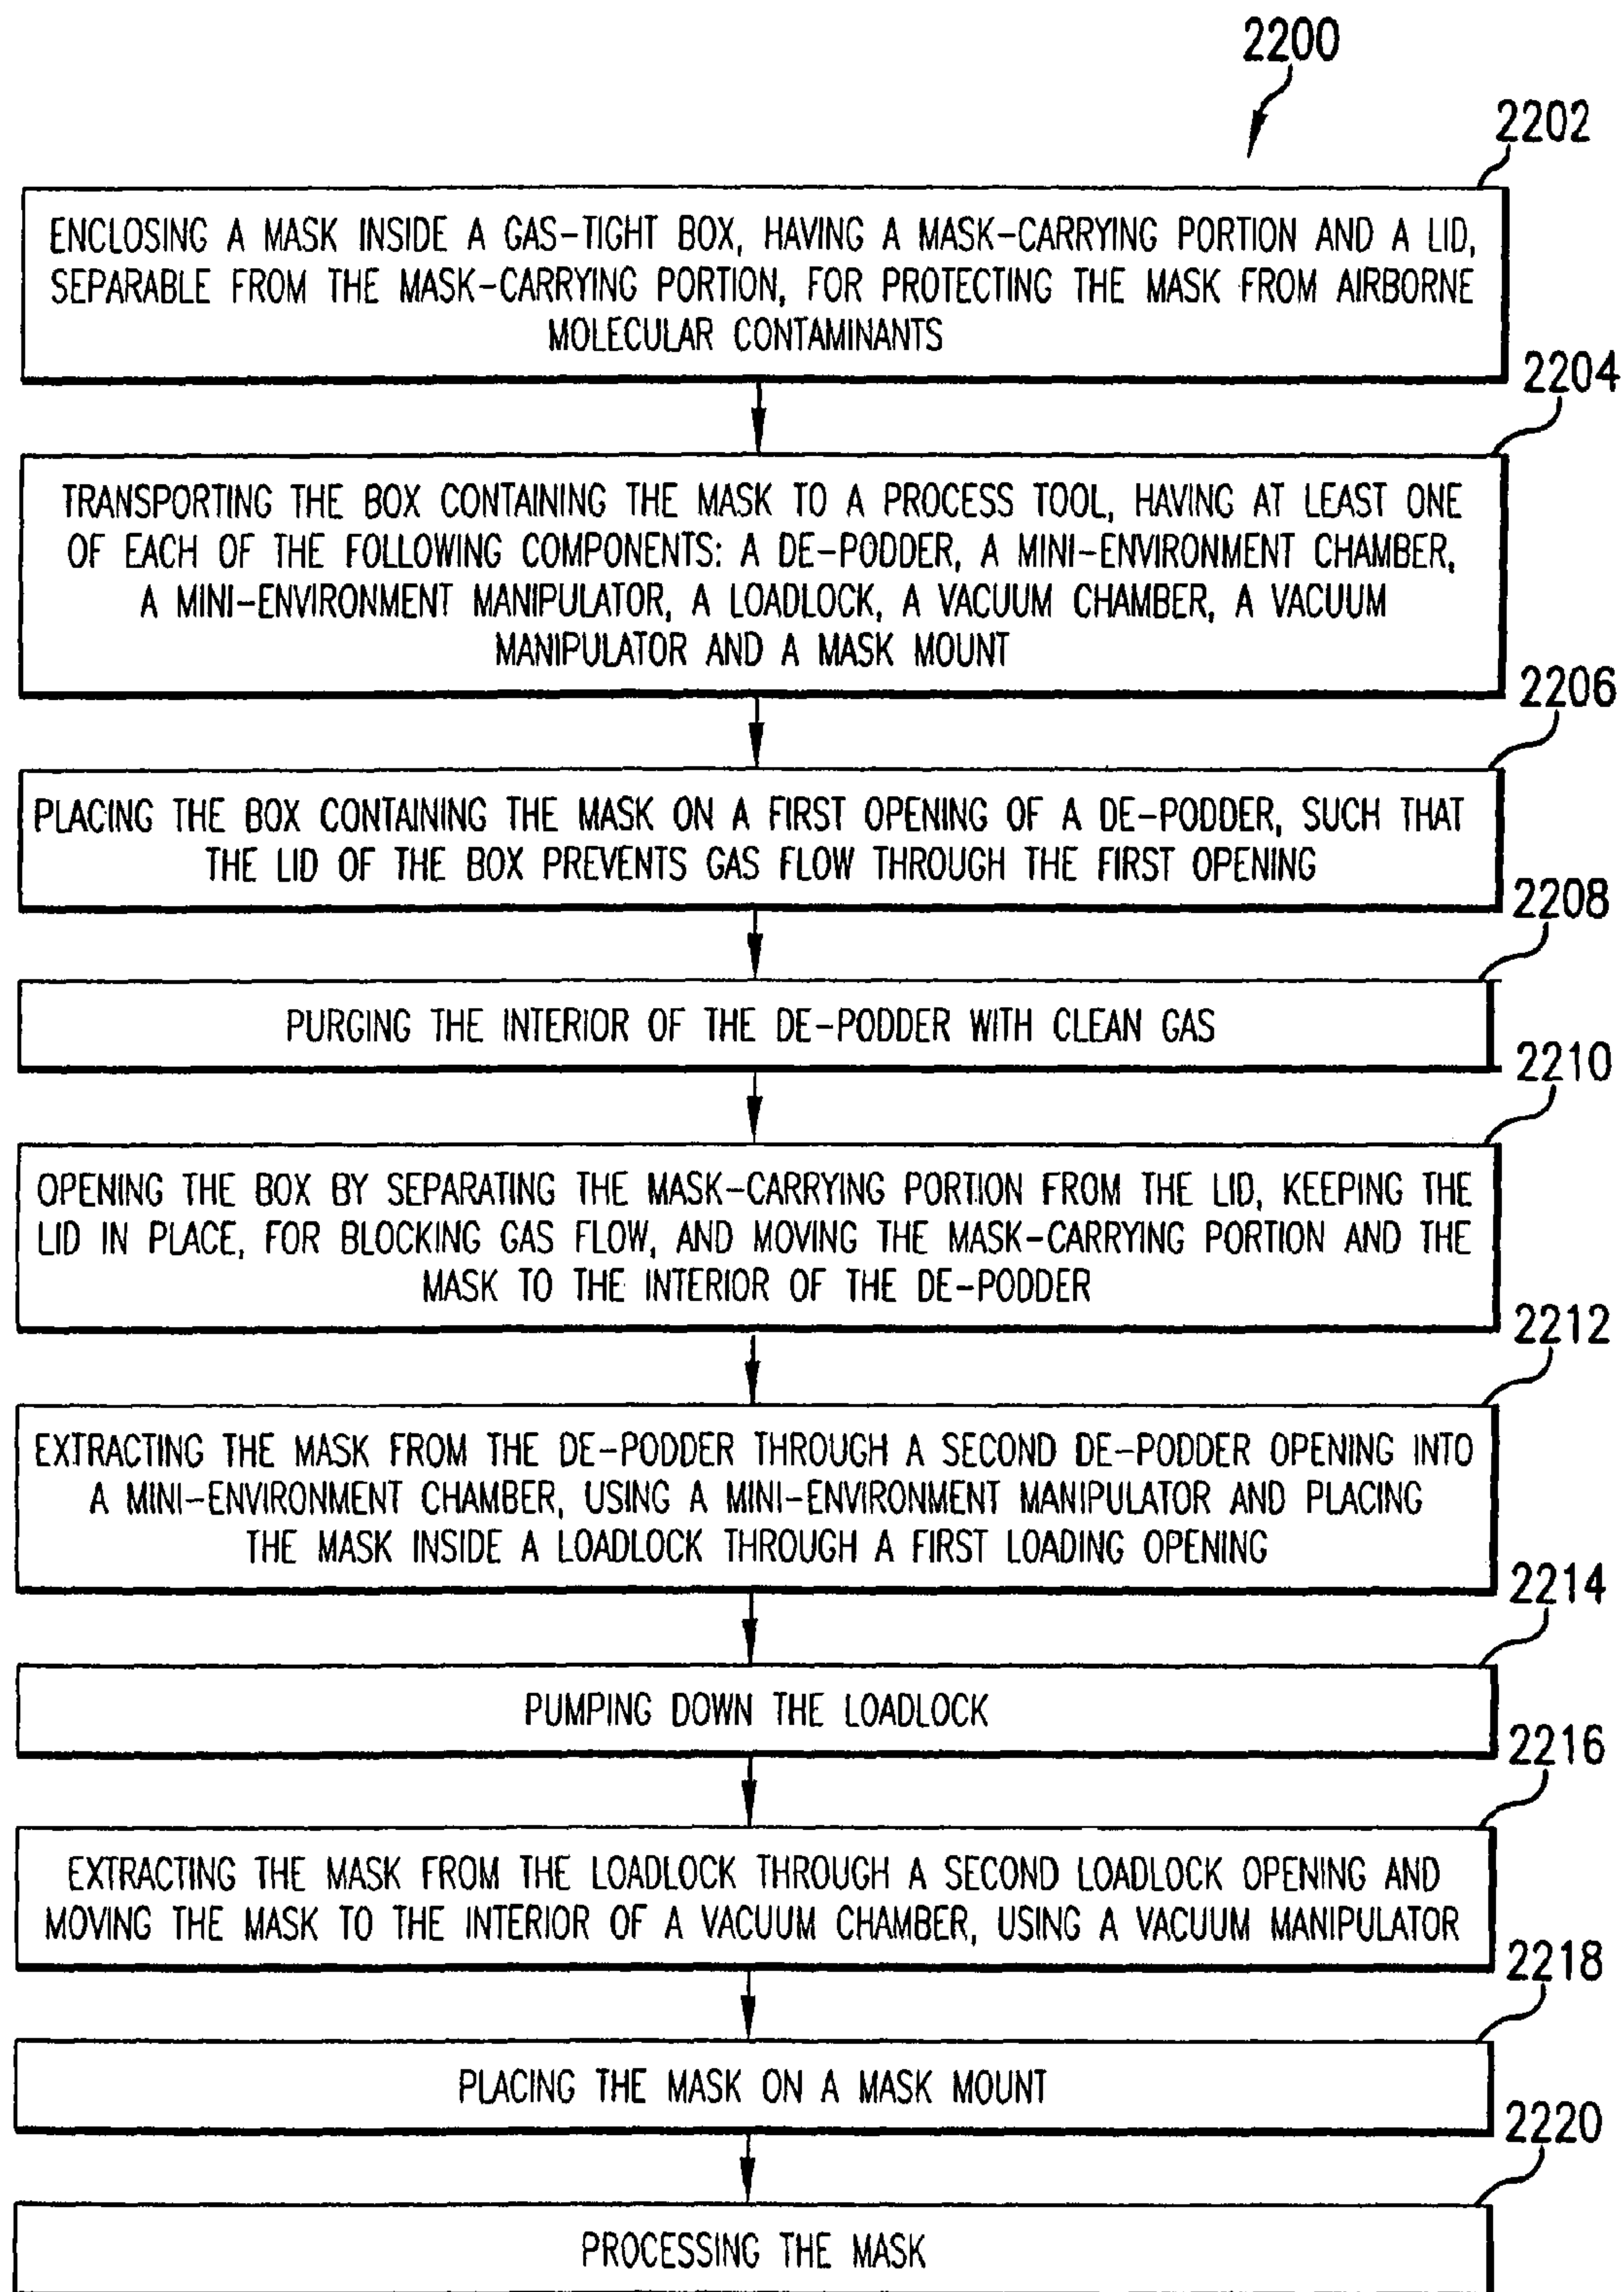 2200
2202
ENCLOSING A MASK INSIDE A GAS-TIGHT BOX, HAVING A MASK-CARRYING PORTION AND A LID,
SEPARABLE FROM THE MASK-CARRYING PORTION, FOR PROTECTING THE MASK FROM AIRBORNE
MOLECULAR CONTAMINANTS
2204
TRANSPORTING THE BOX CONTAINING THE MASK TO A PROCESS TOOL, HAVING AT LEAST ONE
OF EACH OF THE FOLLOWING COMPONENTS: A DE-PODDER, A MINI-ENVIRONMENT CHAMBER,
A MINI-ENVIRONMENT MANIPULATOR, A LOADLOCK, A VACUUM CHAMBER, A VACUUM
MANIPULATOR AND A MASK MOUNT
2206
PLACING THE BOX CONTAINING THE MASK ON A FIRST OPENING OF A DE-PODDER, SUCH THAT
THE LID OF THE BOX PREVENTS GAS FLOW THROUGH THE FIRST OPENING
2208
PURGING THE INTERIOR OF THE DE-PODDER WITH CLEAN GAS
2210
OPENING THE BOX BY SEPARATING THE MASK-CARRYING PORTION FROM THE LID, KEEPING THE
LID IN PLACE, FOR BLOCKING GAS FLOW, AND MOVING THE MASK-CARRYING PORTION AND THE
MASK TO THE INTERIOR OF THE DE-PODDER
2212
EXTRACTING THE MASK FROM THE DE-PODDER THROUGH A SECOND DE-PODDER OPENING INTO
A MINI-ENVIRONMENT CHAMBER, USING A MINI-ENVIRONMENT MANIPULATOR AND PLACING
THE MASK INSIDE A LOADLOCK THROUGH A FIRST LOADING OPENING
2214
PUMPING DOWN THE LOADLOCK
2216
EXTRACTING THE MASK FROM THE LOADLOCK THROUGH A SECOND LOADLOCK OPENING AND
MOVING THE MASK TO THE INTERIOR OF A VACUUM CHAMBER, USING A VACUUM MANIPULATOR
2218
PLACING THE MASK ON A MASK MOUNT
2220
PROCESSING THE MASK